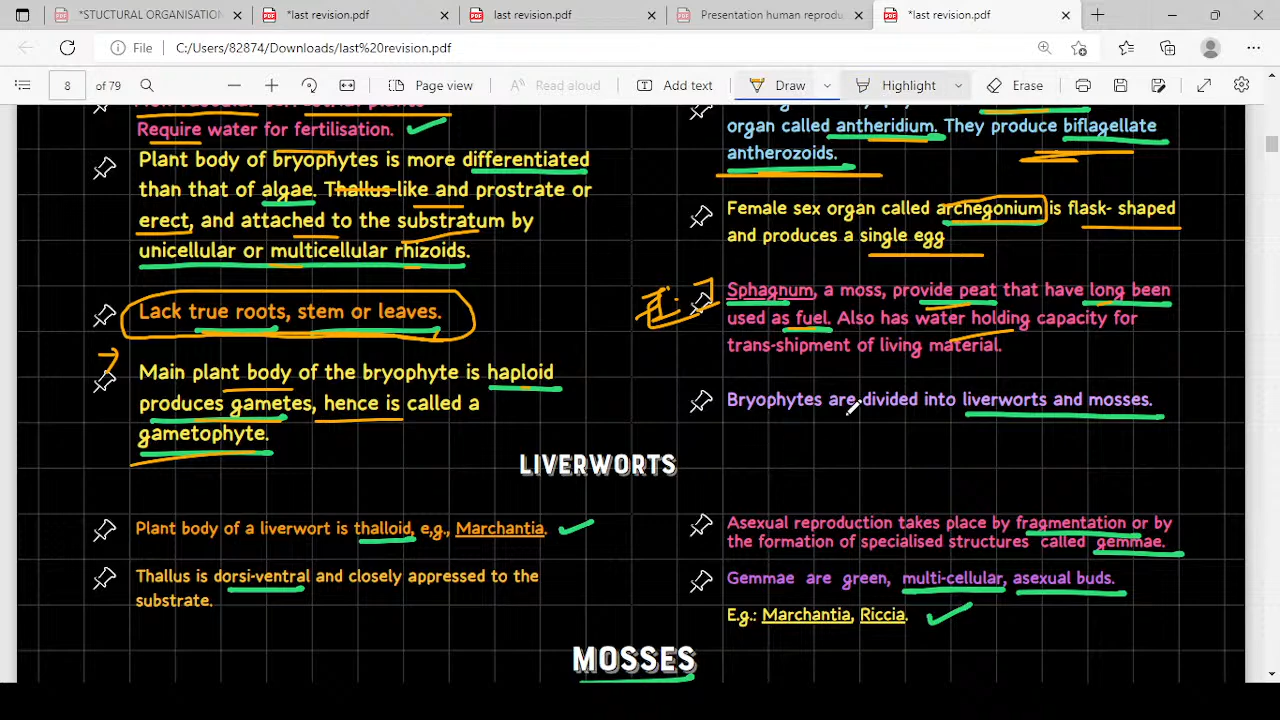 *STUCTURAL ORGANISATION
*last revision.pdf
last revision.pdf
Presentation human reprodu
*last revision.pdf
File
C:/Users/82874/Downloads/last%20revision.pdf
8
of 79
Page view
Read aloud
Add text
Draw
Highlight
Erase
Require water for fertilisation.
Plant body of bryophytes is more differentiated
than that of algae. Thallus like and prostrate or
erect, and attached to the substratum by
unicellular or multicellular rhizoids.
Lack true roots, stem or leaves.
Main plant body of the bryophyte is haploid
produces gametes, hence is called a
gametophyte.
organ called antheridium. They produce biflagellate
antherozoids.
Female sex organ called archegonium is flask- shaped
and produces a single egg
Sphagnum, a moss, provide peat that have long been
used as fuel. Also has water holding capacity for
trans-shipment of living material.
Bryophytes are divided into liverworts and mosses.
LIVERWORTS
Plant body of a liverwort is thalloid, e,g., Marchantia.
Thallus is dorsi-ventral and closely appressed to the
substrate.
Asexual reproduction takes place by fragmentation or by
the formation of specialised structures called gemmae.
Gemmae are green, multi-cellular, asexual buds.
E.g.: Marchantia, Riccia.
MOSSES